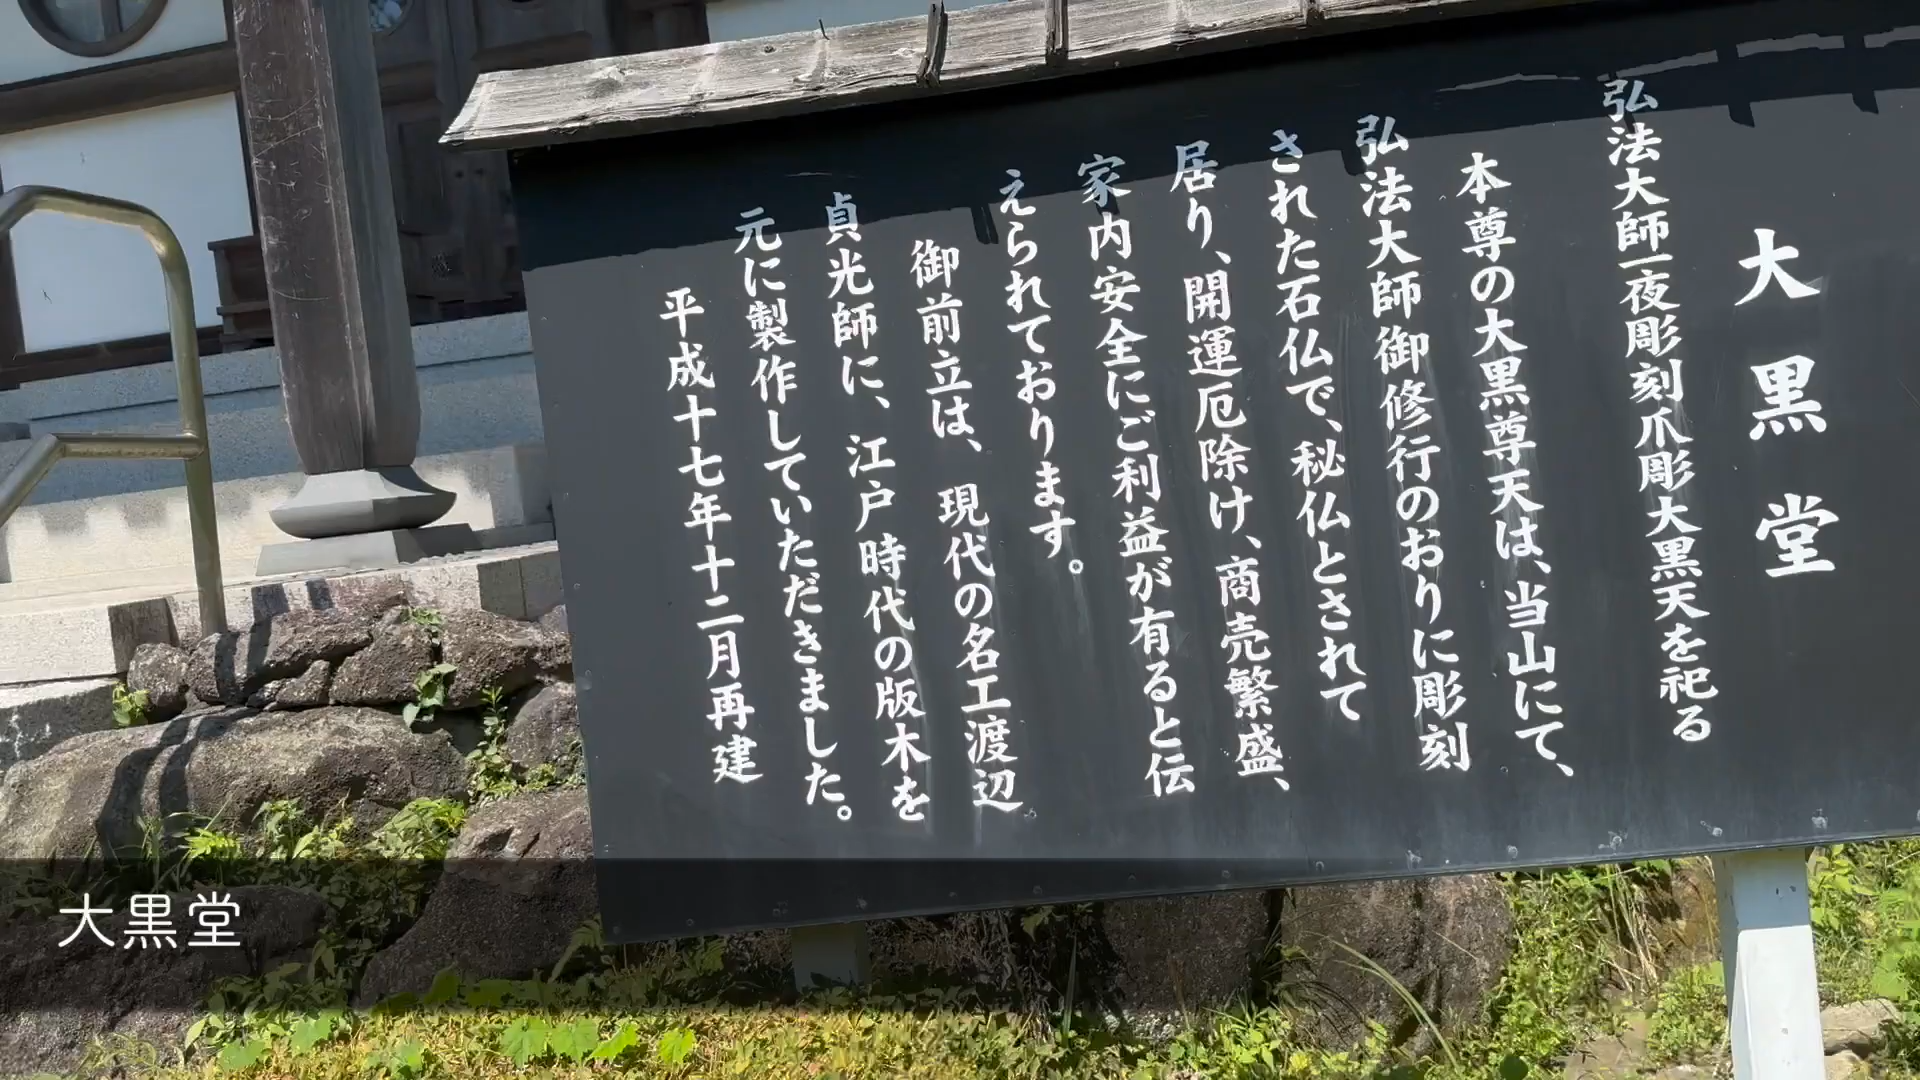 大黒堂
弘法大師一夜彫刻爪彫大黒天を祀る
本尊の大黒尊天は、当山にて、
弘法大師御修行のおりに彫刻
された石仏で、秘仏とされて
居り、開運厄除け、商売繁盛、
家内安全にご利益が有ると伝
えられております。
御前立は、現代の名工渡辺
貞光師に、江戸時代の版木を
元に製作していただきました。
平成十七年十二月再建
大黒堂